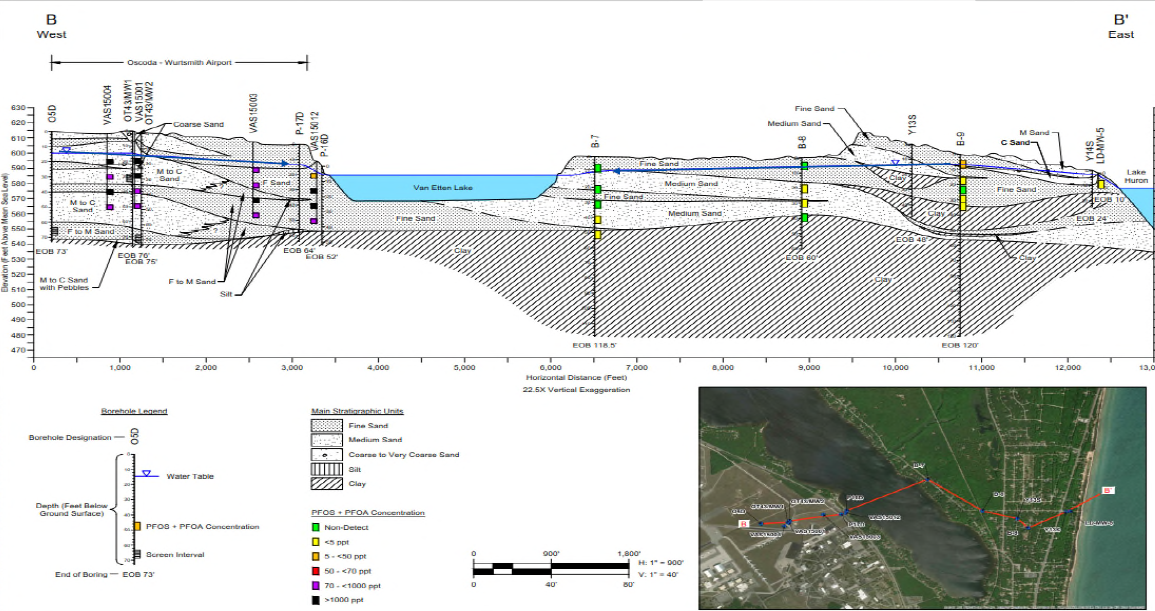 B
West
B'
East
Oscoda - Wurtsmith Airport
O5D
VAS15004
OT43/MW1
VAS15001
OT43/MW2
Coarse Sand
VAS15003
P-17D
VAS15012
P-16D
B-7
B-8
Fine Sand
Medium Sand
Y13S
B-9
M Sand
C Sand
Y14S
LD-MW-5
Lake
Huron
Elevation (Feet Above Mean Sea Level)
630
620
610
600
590
580
570
560
550
540
530
520
510
500
490
480
470
M to C
Sand
F Sand
M to C
Sand
F to M Sand
Van Etten Lake
Fine Sand
Fine Sand
Medium Sand
Fine Sand
Medium Sand
Clay
Fine Sand
Clay
Clay
Clay
Clay
EOB 73'
EOB 76'
EOB 75'
EOB 64'
EOB 52'
EOB 60'
EOB 46'
EOB 10'
EOB 24'
M to C Sand
with Pebbles
F to M Sand
Silt
EOB 118.5'
EOB 120'
0
1,000
2,000
3,000
4,000
5,000
6,000
7,000
8,000
9,000
10,000
11,000
12,000
Horizontal Distance (Feet)
22.5X Vertical Exaggeration
Borehole Legend
Borehole Designation
O5D
Water Table
Depth (Feet Below
Ground Surface)
PFOS + PFOA Concentration
Screen Interval
End of Boring
EOB 73'
Main Stratigraphic Units
Fine Sand
Medium Sand
Coarse to Very Coarse Sand
Silt
Clay
PFOS + PFOA Concentration
Non-Detect
<5 ppt
5 - <50 ppt
50 - <70 ppt
70 - <1000 ppt
>1000 ppt
0
900'
1,800'
0
40'
80'
H: 1" = 900'
V: 1" = 40'
B
B'